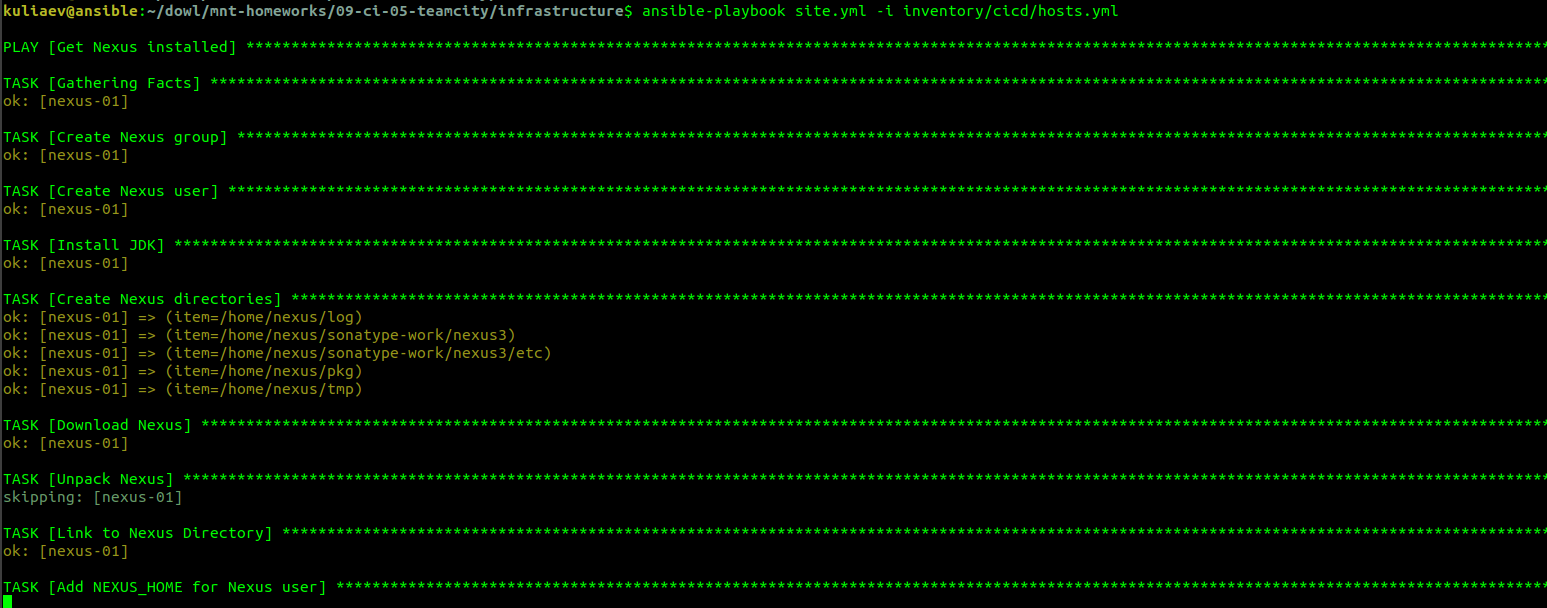 kuliaev@ansible:~/dowl/mnt-homeworks/09-ci-05-teamcity/infrastructure$ ansible-playbook site.yml -i inventory/cicd/hosts.yml
PLAY [Get Nexus installed] ************************************************************************************************************************************************
TASK [Gathering Facts] ****************************************************************************************************************************************************
ok: [nexus-01]
TASK [Create Nexus group] *************************************************************************************************************************************************
ok: [nexus-01]
TASK [Create Nexus user] **************************************************************************************************************************************************
ok: [nexus-01]
TASK [Install JDK] ********************************************************************************************************************************************************
ok: [nexus-01]
TASK [Create Nexus directories] *******************************************************************************************************************************************
ok: [nexus-01] => (item=/home/nexus/log)
ok: [nexus-01] => (item=/home/nexus/sonatype-work/nexus3)
ok: [nexus-01] => (item=/home/nexus/sonatype-work/nexus3/etc)
ok: [nexus-01] => (item=/home/nexus/pkg)
ok: [nexus-01] => (item=/home/nexus/tmp)
TASK [Download Nexus] *****************************************************************************************************************************************************
ok: [nexus-01]
TASK [Unpack Nexus] *******************************************************************************************************************************************************
skipping: [nexus-01]
TASK [Link to Nexus Directory] ********************************************************************************************************************************************
ok: [nexus-01]
TASK [Add NEXUS_HOME for Nexus user] **************************************************************************************************************************************